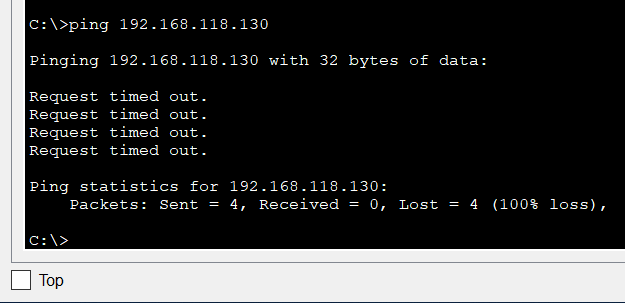 C:\>ping 192.168.118.130
Pinging 192.168.118.130 with 32 bytes of data:
Request timed out.
Request timed out.
Request timed out.
Request timed out.
Ping statistics for 192.168.118.130:
Packets: Sent = 4, Received = 0, Lost = 4 (100% loss),
C:\>
Top